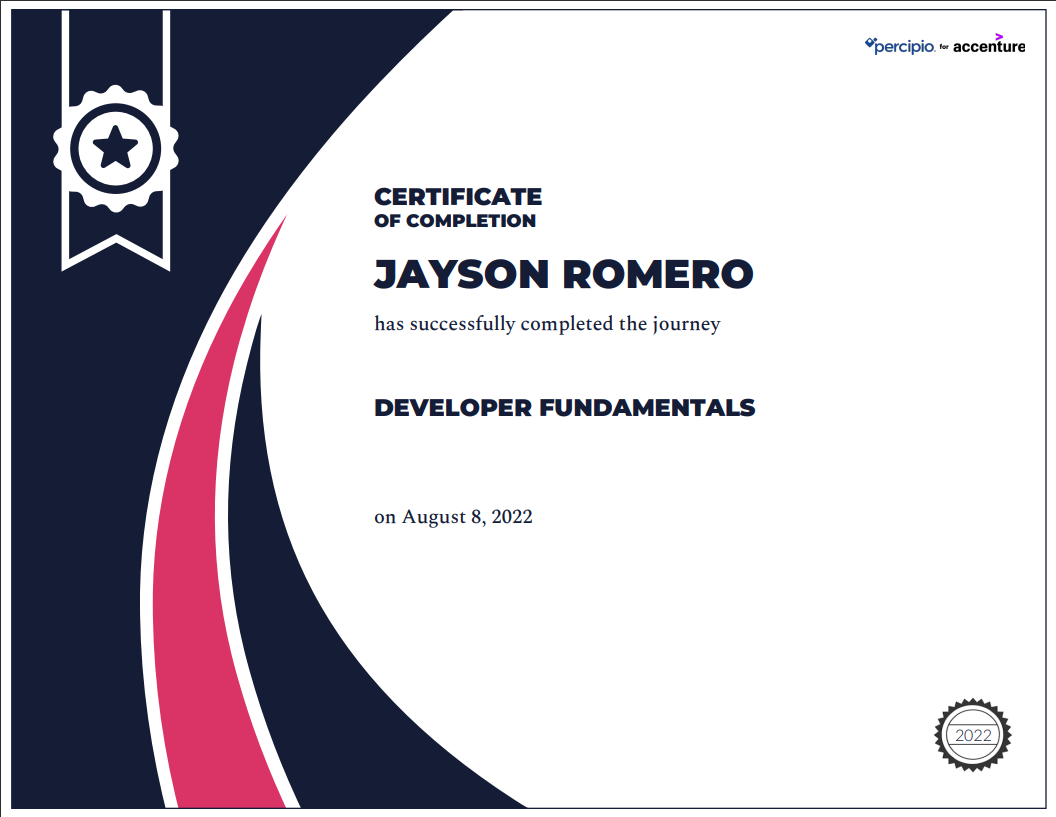 percipio. for accenture
CERTIFICATE
OF COMPLETION
JAYSON ROMERO
has successfully completed the journey
DEVELOPER FUNDAMENTALS
on August 8, 2022
2022